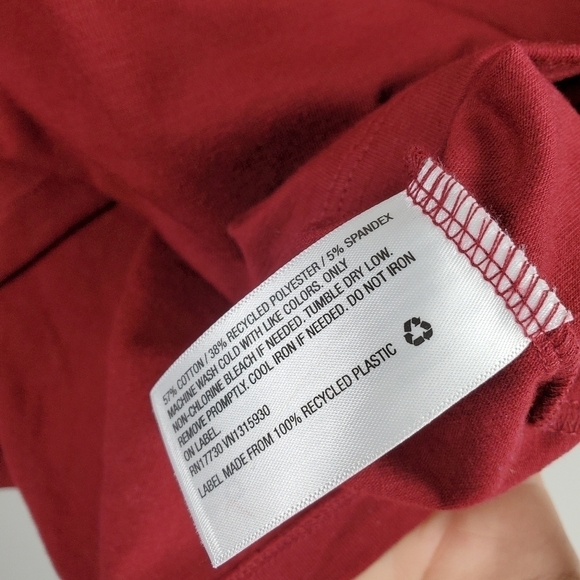 57% COTTON / 38% RECYCLED POLYESTER / 5% SPANDEX
MACHINE WASH COLD WITH LIKE COLORS. ONLY
NON-CHLORINE BLEACH IF NEEDED. TUMBLE DRY LOW.
REMOVE PROMPTLY. COOL IRON IF NEEDED. DO NOT IRON
ON LABEL.
RN17730 VN1315930
LABEL MADE FROM 100% RECYCLED PLASTIC